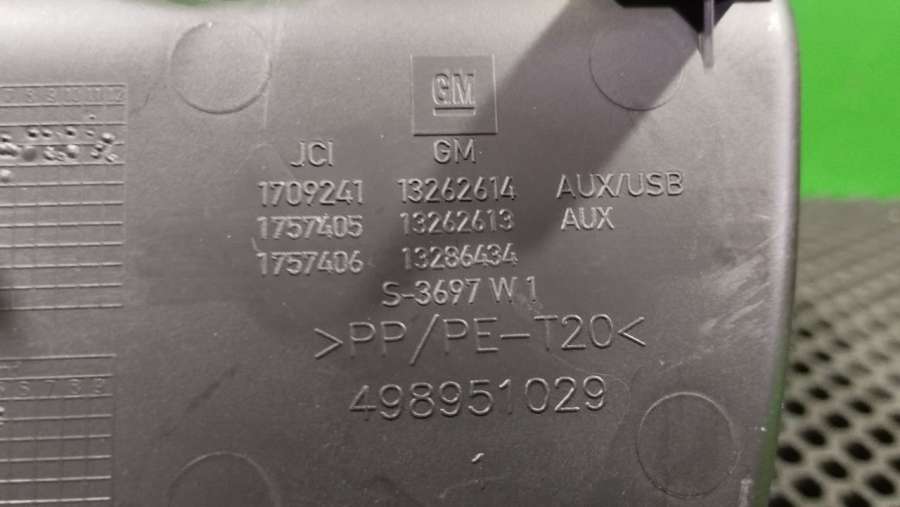 GM
JCI GM
1709241 13262614 AUX/USB
1757405 13262613 AUX
1757406 13286434
S-3697 W 1
>PP/PE-T20<
498951029